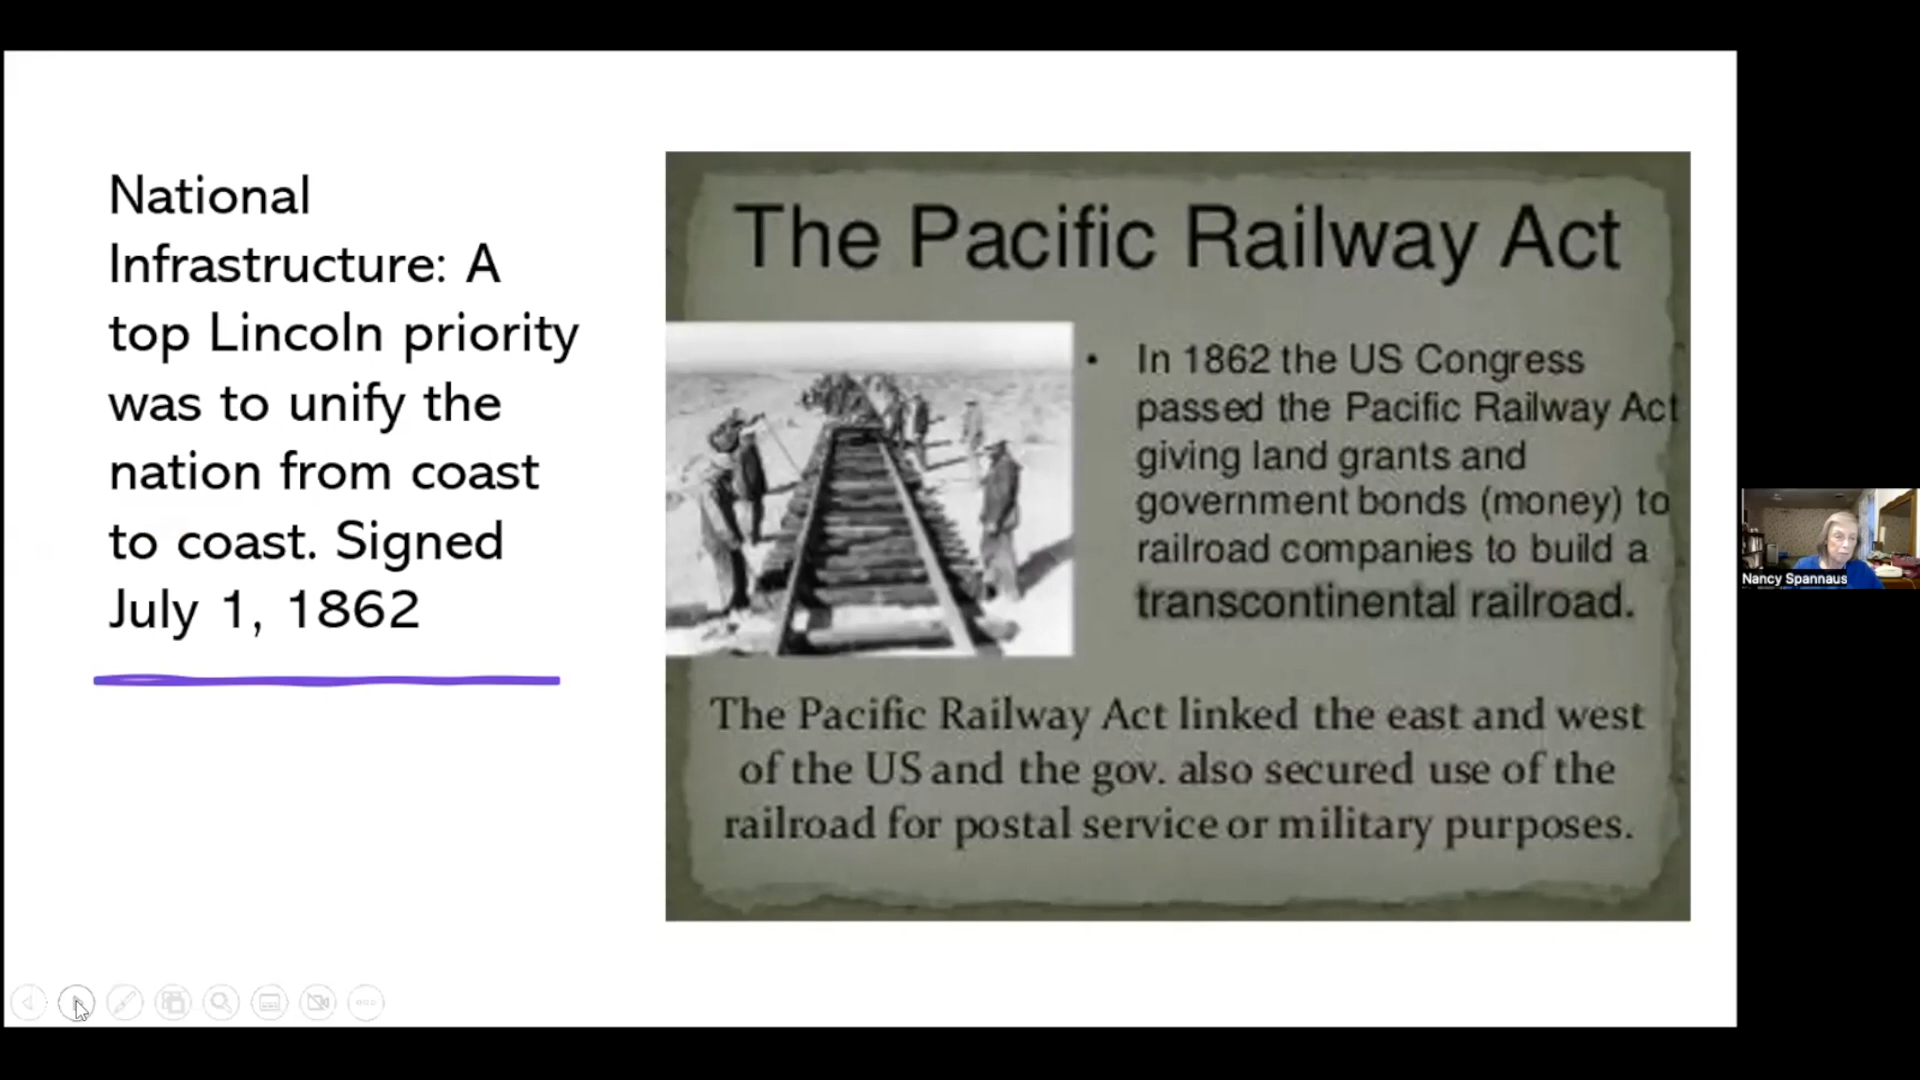 National
Infrastructure: A
top Lincoln priority
was to unify the
nation from coast
to coast. Signed
July 1, 1862
The Pacific Railway Act
• In 1862 the US Congress
passed the Pacific Railway Act
giving land grants and
government bonds (money) to
railroad companies to build a
transcontinental railroad.
The Pacific Railway Act linked the east and west
of the US and the gov. also secured use of the
railroad for postal service or military purposes.
Nancy Spannaus